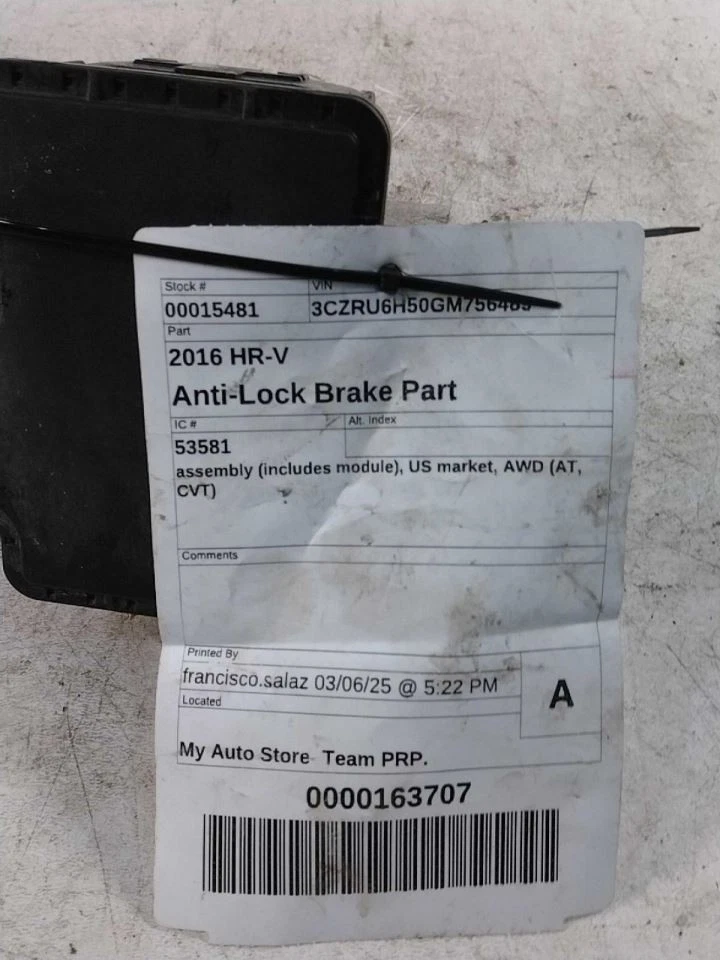 Stock #
VIN
00015481
3CZRU6H50GM756485
Part
2016 HR-V
Anti-Lock Brake Part
IC #
Alt. Index
53581
assembly (includes module), US market, AWD (AT,
CVT)
Comments
Printed By
francisco.salaz 03/06/25 @ 5:22 PM
A
Located
My Auto Store Team PRP.
0000163707